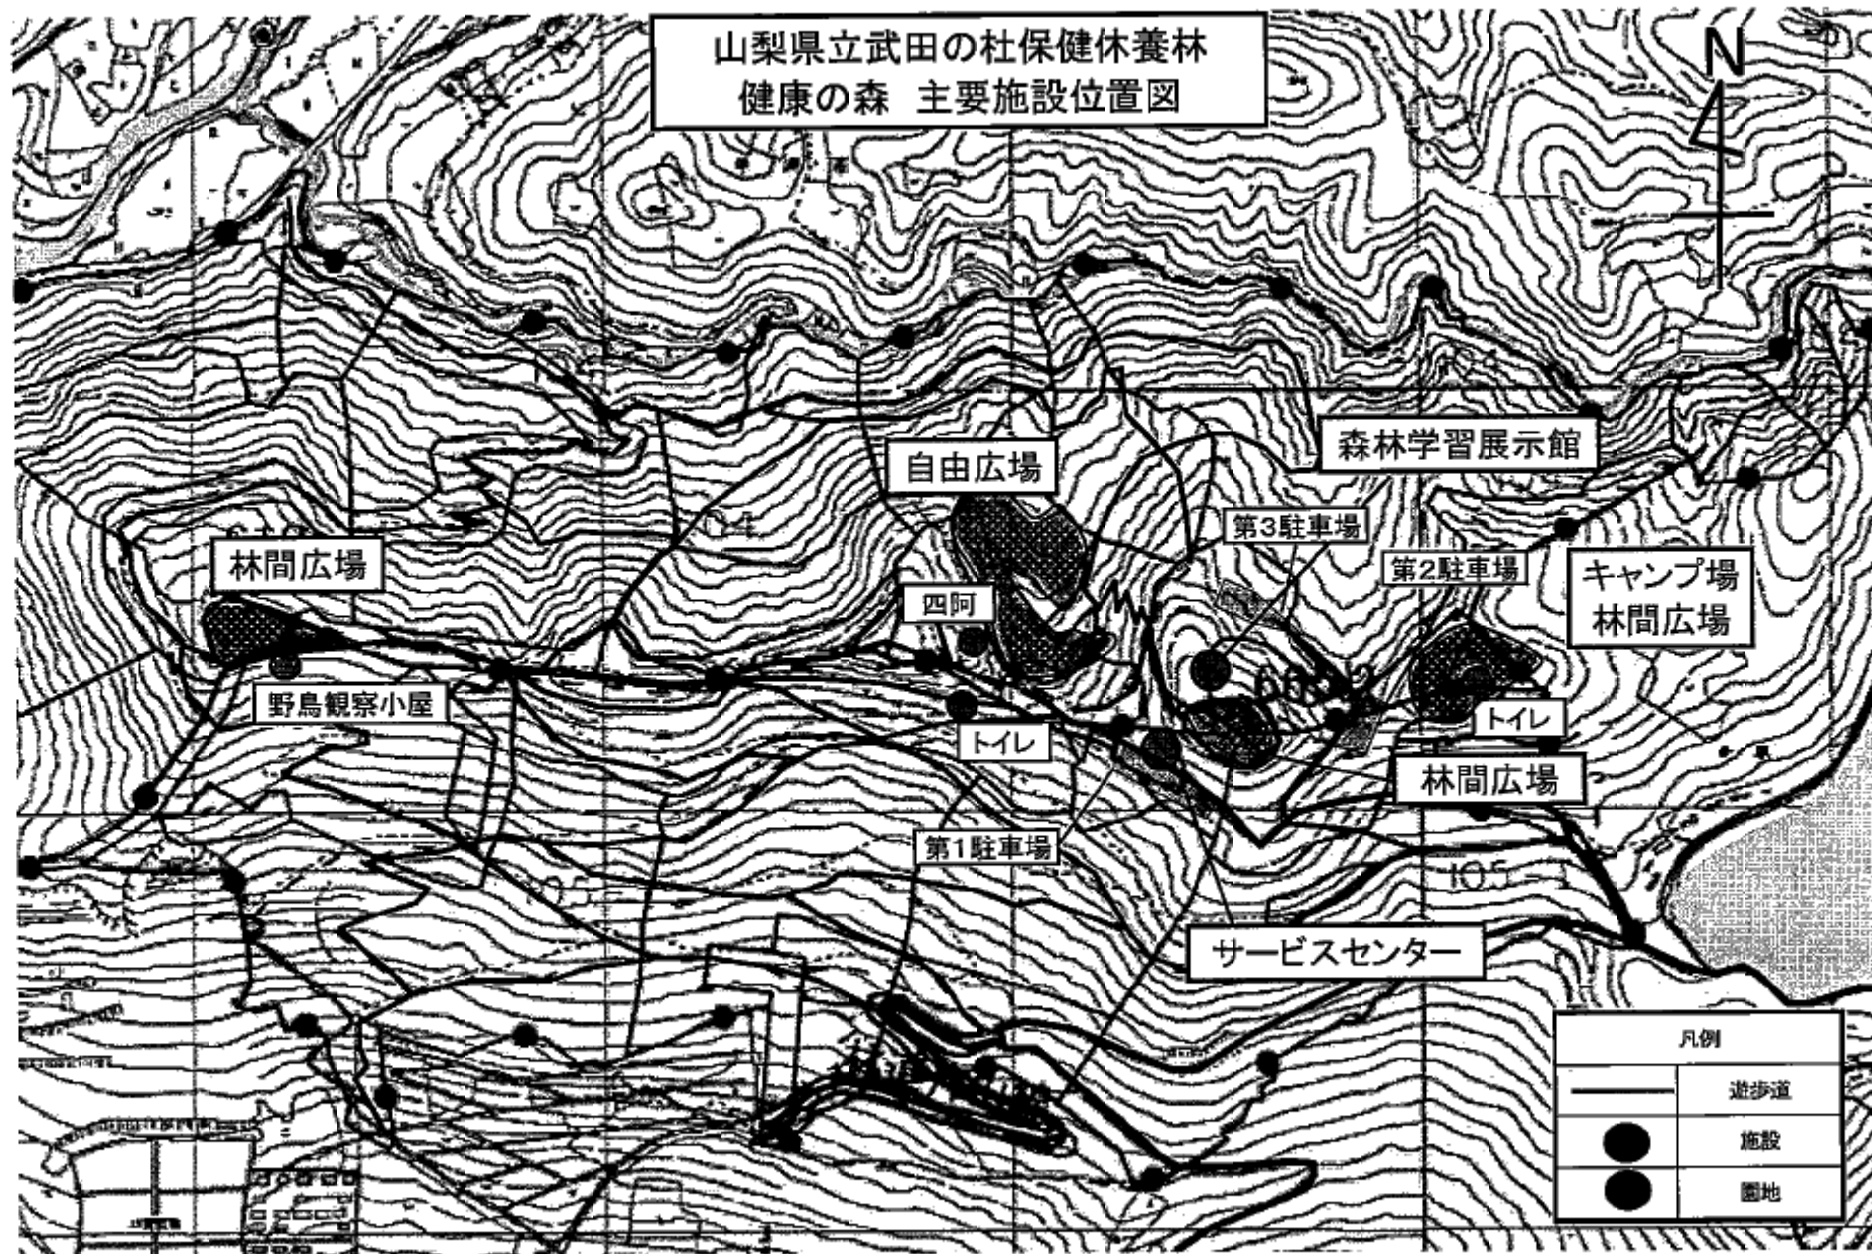 山梨県立武田の杜保健休養林
健康の森 主要施設位置図
N
自由広場
森林学習展示館
第3駐車場
林間広場
第2駐車場
キャンプ場
林間広場
四阿
野鳥観察小屋
トイレ
トイレ
林間広場
第1駐車場
105
サービスセンター
凡例
遊歩道
施設
園地